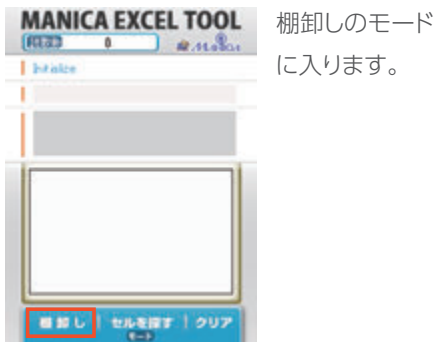 MANICA EXCEL TOOL
0
Initialize
棚卸し | セルを探す | クリア
モード
棚卸しのモード
に入ります。